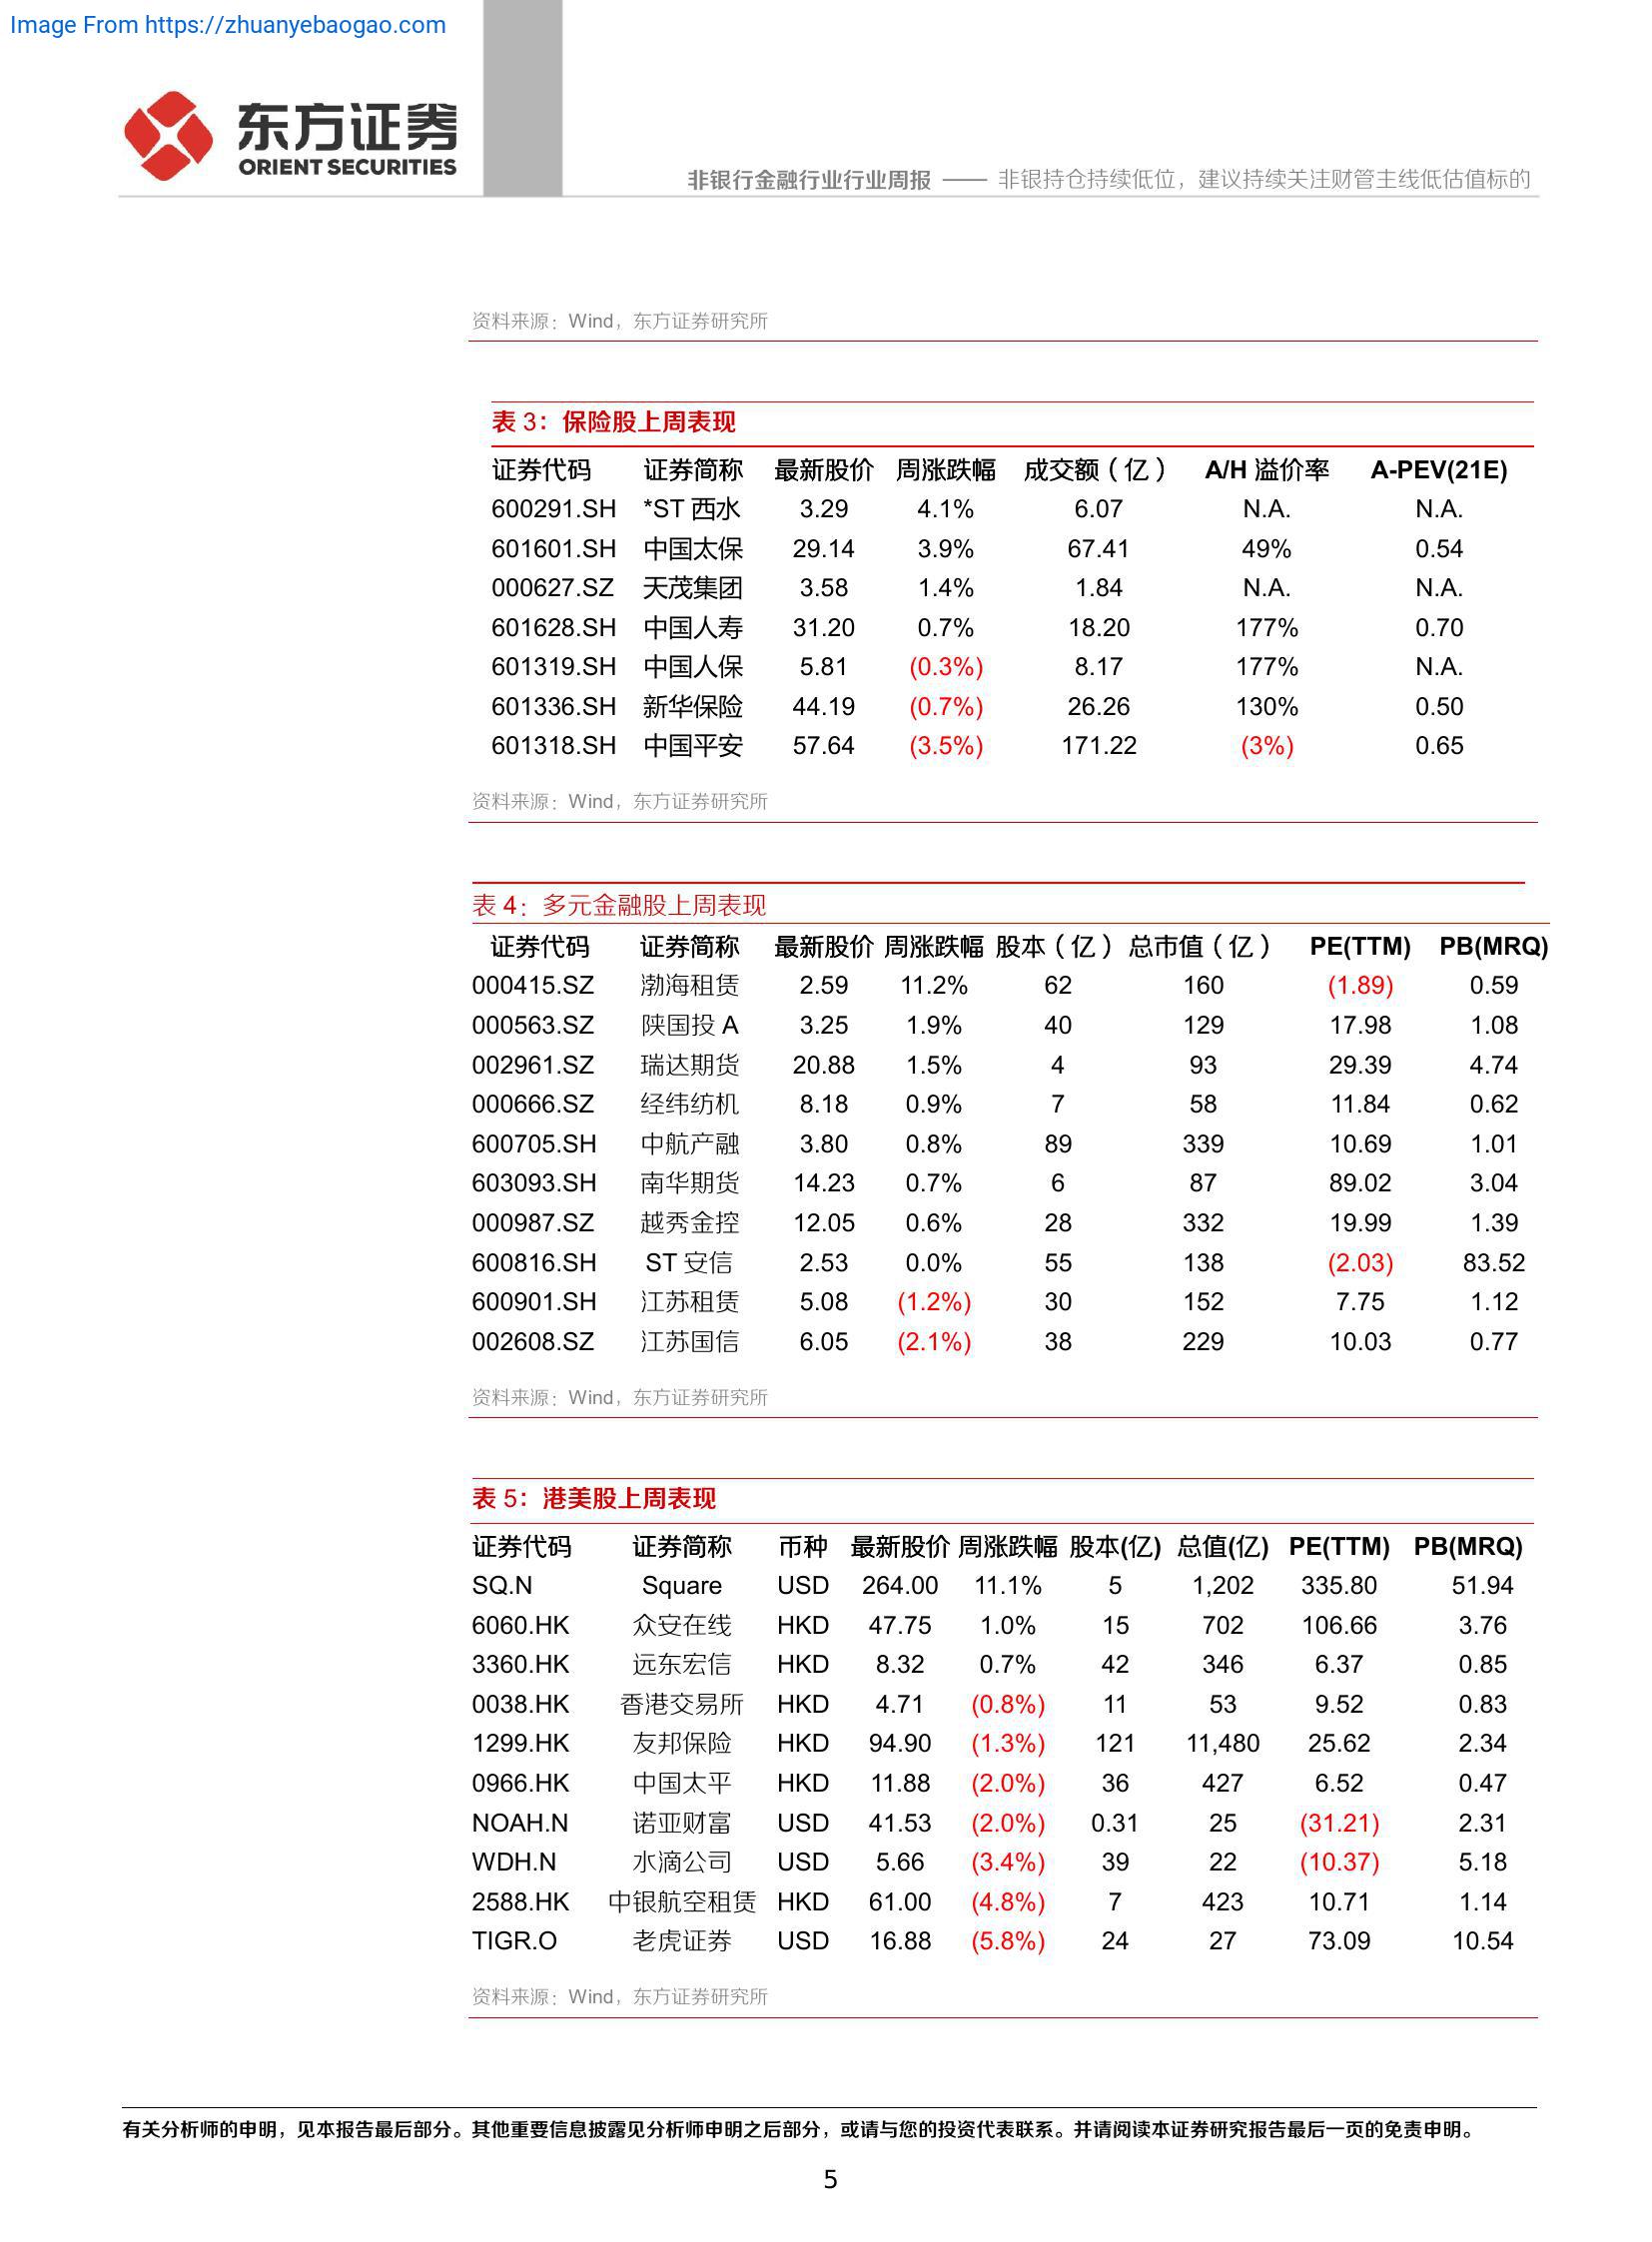 Image From https://zhuanyebaogao.com
东方证券
ORIENT SECURITIES
非银行金融行业行业周报 —— 非银持仓持续低位，建议持续关注财管主线低估值标的
资料来源：Wind，东方证券研究所
表 3：保险股上周表现
证券代码 证券简称 最新股价 周涨跌幅 成交额（亿） A/H 溢价率 A-PEV(21E)
600291.SH *ST 西水 3.29 4.1% 6.07 N.A. N.A.
601601.SH 中国太保 29.14 3.9% 67.41 49% 0.54
000627.SZ 天茂集团 3.58 1.4% 1.84 N.A. N.A.
601628.SH 中国人寿 31.20 0.7% 18.20 177% 0.70
601319.SH 中国人保 5.81 (0.3%) 8.17 177% N.A.
601336.SH 新华保险 44.19 (0.7%) 26.26 130% 0.50
601318.SH 中国平安 57.64 (3.5%) 171.22 (3%) 0.65
资料来源：Wind，东方证券研究所
表 4：多元金融股上周表现
证券代码 证券简称 最新股价 周涨跌幅 股本（亿） 总市值（亿） PE(TTM) PB(MRQ)
000415.SZ 渤海租赁 2.59 11.2% 62 160 (1.89) 0.59
000563.SZ 陕国投 A 3.25 1.9% 40 129 17.98 1.08
002961.SZ 瑞达期货 20.88 1.5% 4 93 29.39 4.74
000666.SZ 经纬纺机 8.18 0.9% 7 58 11.84 0.62
600705.SH 中航产融 3.80 0.8% 89 339 10.69 1.01
603093.SH 南华期货 14.23 0.7% 6 87 89.02 3.04
000987.SZ 越秀金控 12.05 0.6% 28 332 19.99 1.39
600816.SH ST 安信 2.53 0.0% 55 138 (2.03) 83.52
600901.SH 江苏租赁 5.08 (1.2%) 30 152 7.75 1.12
002608.SZ 江苏国信 6.05 (2.1%) 38 229 10.03 0.77
资料来源：Wind，东方证券研究所
表 5：港美股上周表现
证券代码 证券简称 币种 最新股价 周涨跌幅 股本(亿) 总值(亿) PE(TTM) PB(MRQ)
SQ.N Square USD 264.00 11.1% 5 1,202 335.80 51.94
6060.HK 众安在线 HKD 47.75 1.0% 15 702 106.66 3.76
3360.HK 远东宏信 HKD 8.32 0.7% 42 346 6.37 0.85
0038.HK 香港交易所 HKD 4.71 (0.8%) 11 53 9.52 0.83
1299.HK 友邦保险 HKD 94.90 (1.3%) 121 11,480 25.62 2.34
0966.HK 中国太平 HKD 11.88 (2.0%) 36 427 6.52 0.47
NOAH.N 诺亚财富 USD 41.53 (2.0%) 0.31 25 (31.21) 2.31
WDH.N 水滴公司 USD 5.66 (3.4%) 39 22 (10.37) 5.18
2588.HK 中银航空租赁 HKD 61.00 (4.8%) 7 423 10.71 1.14
TIGR.O 老虎证券 USD 16.88 (5.8%) 24 27 73.09 10.54
资料来源：Wind，东方证券研究所
有关分析师的申明，见本报告最后部分。其他重要信息披露见分析师申明之后部分，或请与您的投资代表联系。并请阅读本证券研究报告最后一页的免责申明。
5